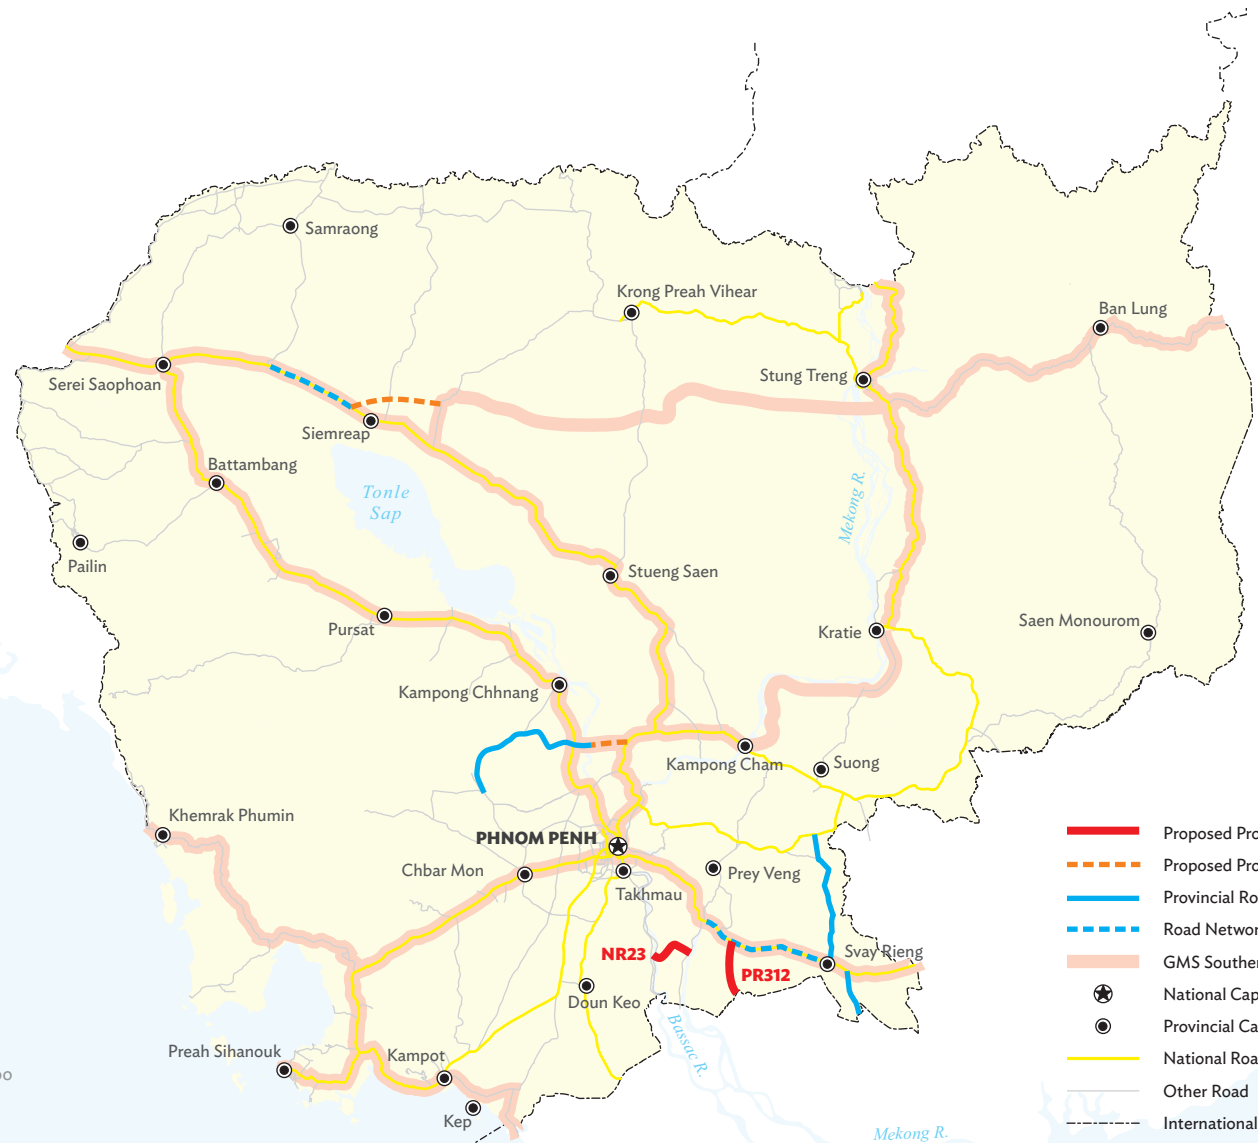 Samraong
Krong Preah Vihear
Ban Lung
Serei Saophoan
Stung Treng
Siemreap
Battambang
Tonle
Sap
Mekong R.
Pailin
Stueng Saen
Pursat
Kratie
Saen Monourom
Kampong Chhnang
Kampong Cham
Suong
Khemrak Phumin
PHNOM PENH
Chbar Mon
Prey Veng
Takhmau
NR23
PR312
Svay Rieng
Doun Keo
Bassac R.
Preah Sihanouk
Kampot
Kep
Mekong R.
Proposed Pro
Proposed Pro
Provincial Ro
Road Networ
GMS Souther
National Cap
Provincial Ca
National Roa
Other Road
International